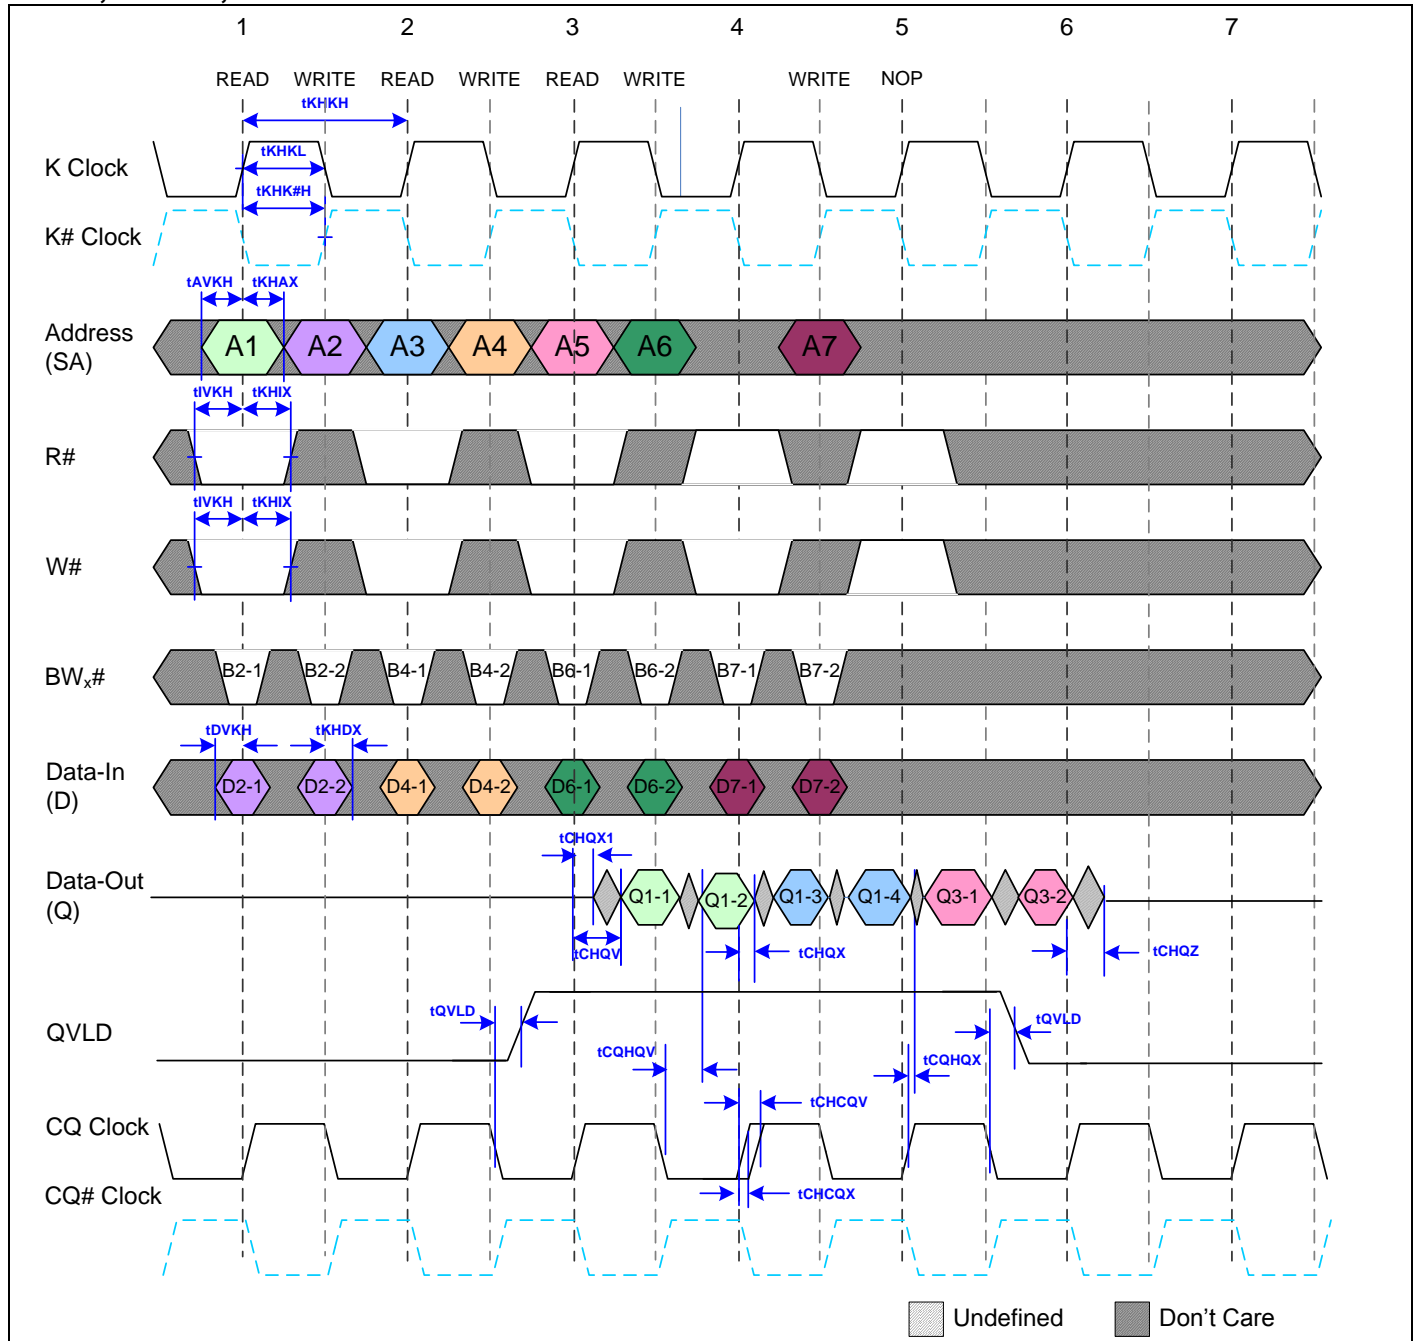 1 2 3 4 5 6 7
READ WRITE READ WRITE READ WRITE WRITE NOP
tKHKH
K Clock
tKHKL
tKHK#H
K# Clock
tAVKH tKHAX
Address
(SA)
A1 A2 A3 A4 A5 A6 A7
tIVKH tKHIX
R#
tIVKH tKHIX
W#
BWx#
B2-1 B2-2 B4-1 B4-2 B6-1 B6-2 B7-1 B7-2
tDVKH tKHDX
Data-In
(D)
D2-1 D2-2 D4-1 D4-2 D6-1 D6-2 D7-1 D7-2
tCHQX1
Data-Out
(Q)
Q1-1 Q1-2 Q1-3 Q1-4 Q3-1 Q3-2
tCHQV tCHQX tCHQZ
tQVLD tQVLD
QVLD
tCQHQV tCQHQX
tCHCQV
CQ Clock
tCHCQX
CQ# Clock
Undefined Don't Care